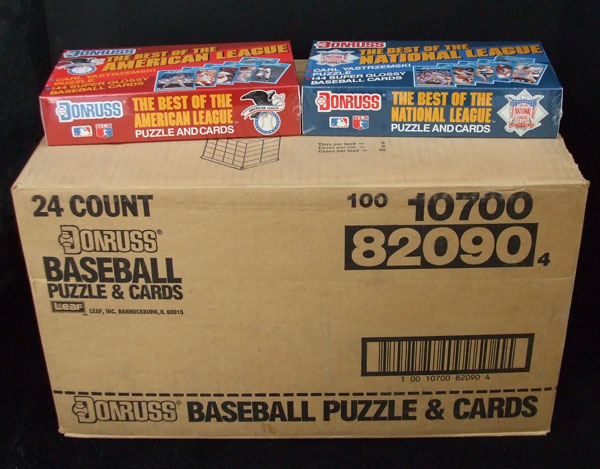 DONRUSS
THE BEST OF THE
AMERICAN LEAGUE
CARL YASTRZEMSKI
PUZZLE
144 SUPER GLOSSY
BASEBALL CARDS
DONRUSS
THE BEST OF THE
AMERICAN LEAGUE
PUZZLE AND CARDS
DONRUSS
THE BEST OF THE
NATIONAL LEAGUE
CARL YASTRZEMSKI
PUZZLE
144 SUPER GLOSSY
BASEBALL CARDS
DONRUSS
THE BEST OF THE
NATIONAL LEAGUE
PUZZLE AND CARDS
24 COUNT
DONRUSS®
BASEBALL
PUZZLE & CARDS
Leaf LEAF, INC. BANNOCKBURN, IL 60015
100 10700
82090 4
1 00 10700 82090 4
DONRUSS® BASEBALL PUZZLE & CARDS